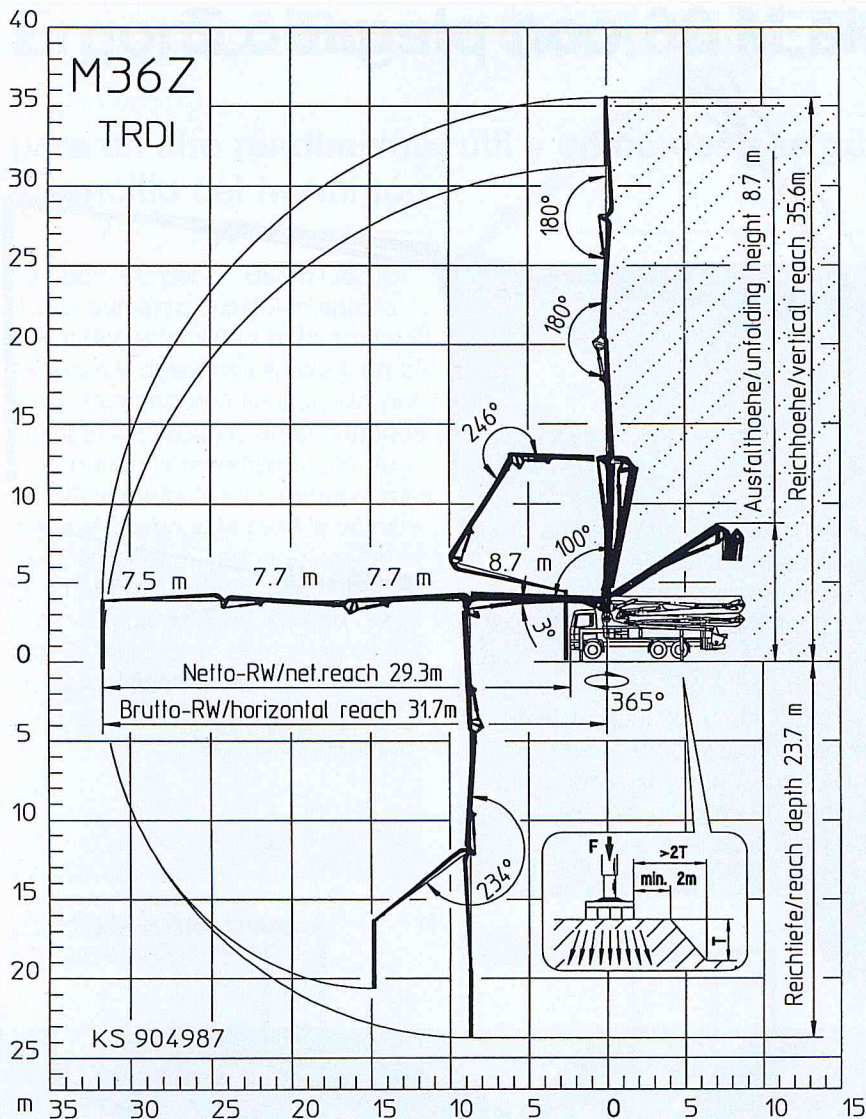 40
M36Z
TRDI
35
30
25
20
15
10
5
0
5
10
15
20
25
m
180°
180°
246°
100°
8.7 m
7.5 m
7.7 m
7.7 m
3°
Netto-RW/net.reach 29.3m
Brutto-RW/horizontal reach 31.7m
365°
234°
Ausfalthoehe/unfolding height 8.7 m
Reichhoehe/vertical reach 35.6m
Reichtiefe/reach depth 23.7 m
F
>2T
min. 2m
T
KS 904987
35 30 25 20 15 10 5 0 5 10 15